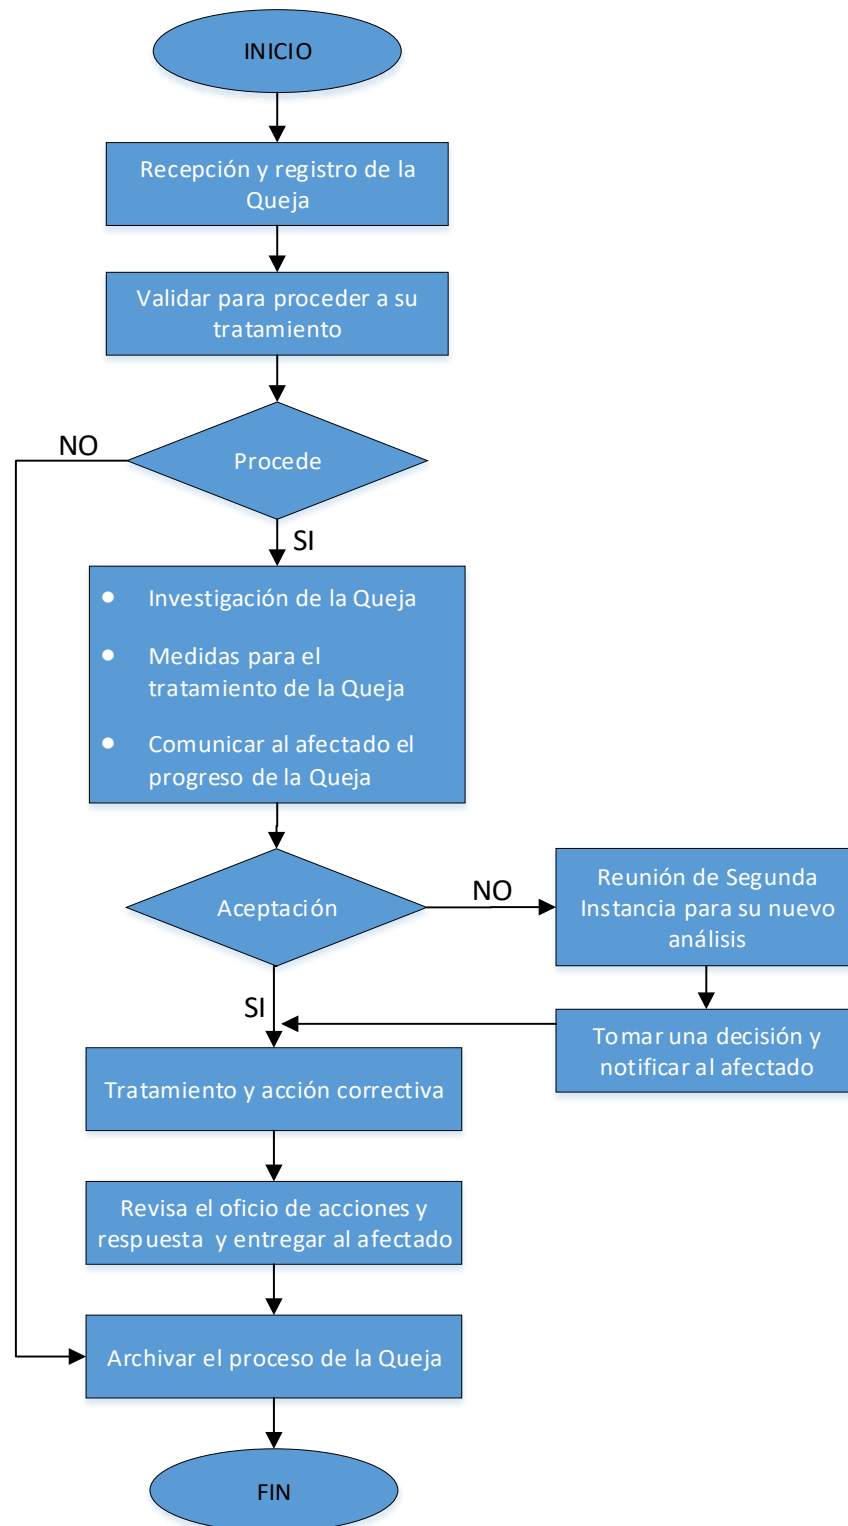 INICIO
Recepción y registro de la
Queja
Validar para proceder a su
tratamiento
NO
Procede
SI
● Investigación de la Queja
● Medidas para el
tratamiento de la Queja
● Comunicar al afectado el
progreso de la Queja
Aceptación
NO
Reunión de Segunda
Instancia para su nuevo
análisis
SI
Tomar una decisión y
notificar al afectado
Tratamiento y acción correctiva
Revisa el oficio de acciones y
respuesta y entregar al afectado
Archivar el proceso de la Queja
FIN